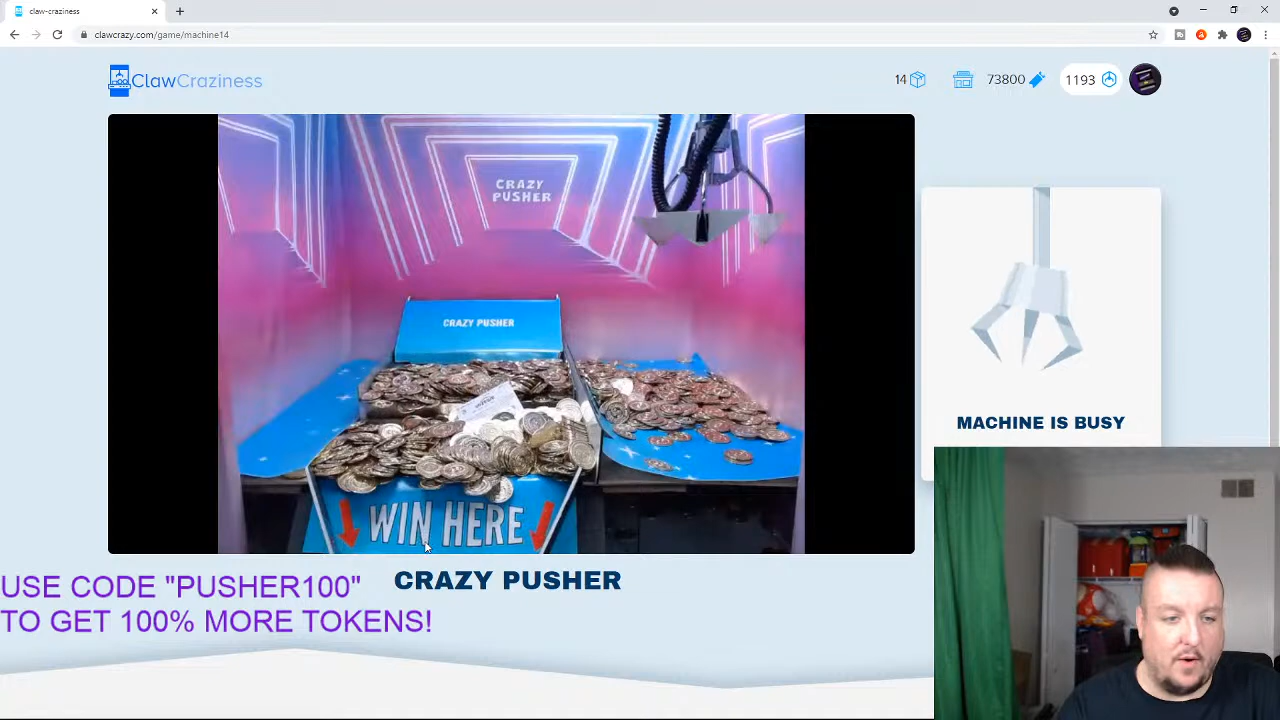 claw-craziness
clawcrazy.com/game/machine14
ClawCraziness
14
73800
1193
CRAZY
PUSHER
CRAZY PUSHER
WIN HERE
MACHINE IS BUSY
CRAZY PUSHER
USE CODE "PUSHER100"
TO GET 100% MORE TOKENS!